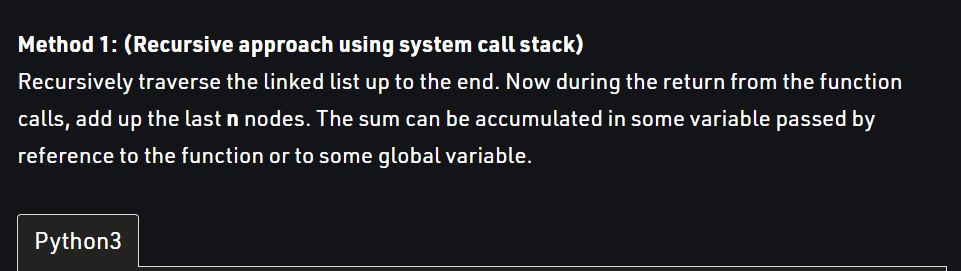 Method 1: (Recursive approach using system call stack)
Recursively traverse the linked list up to the end. Now during the return from the function
calls, add up the last n nodes. The sum can be accumulated in some variable passed by
reference to the function or to some global variable.
Python3